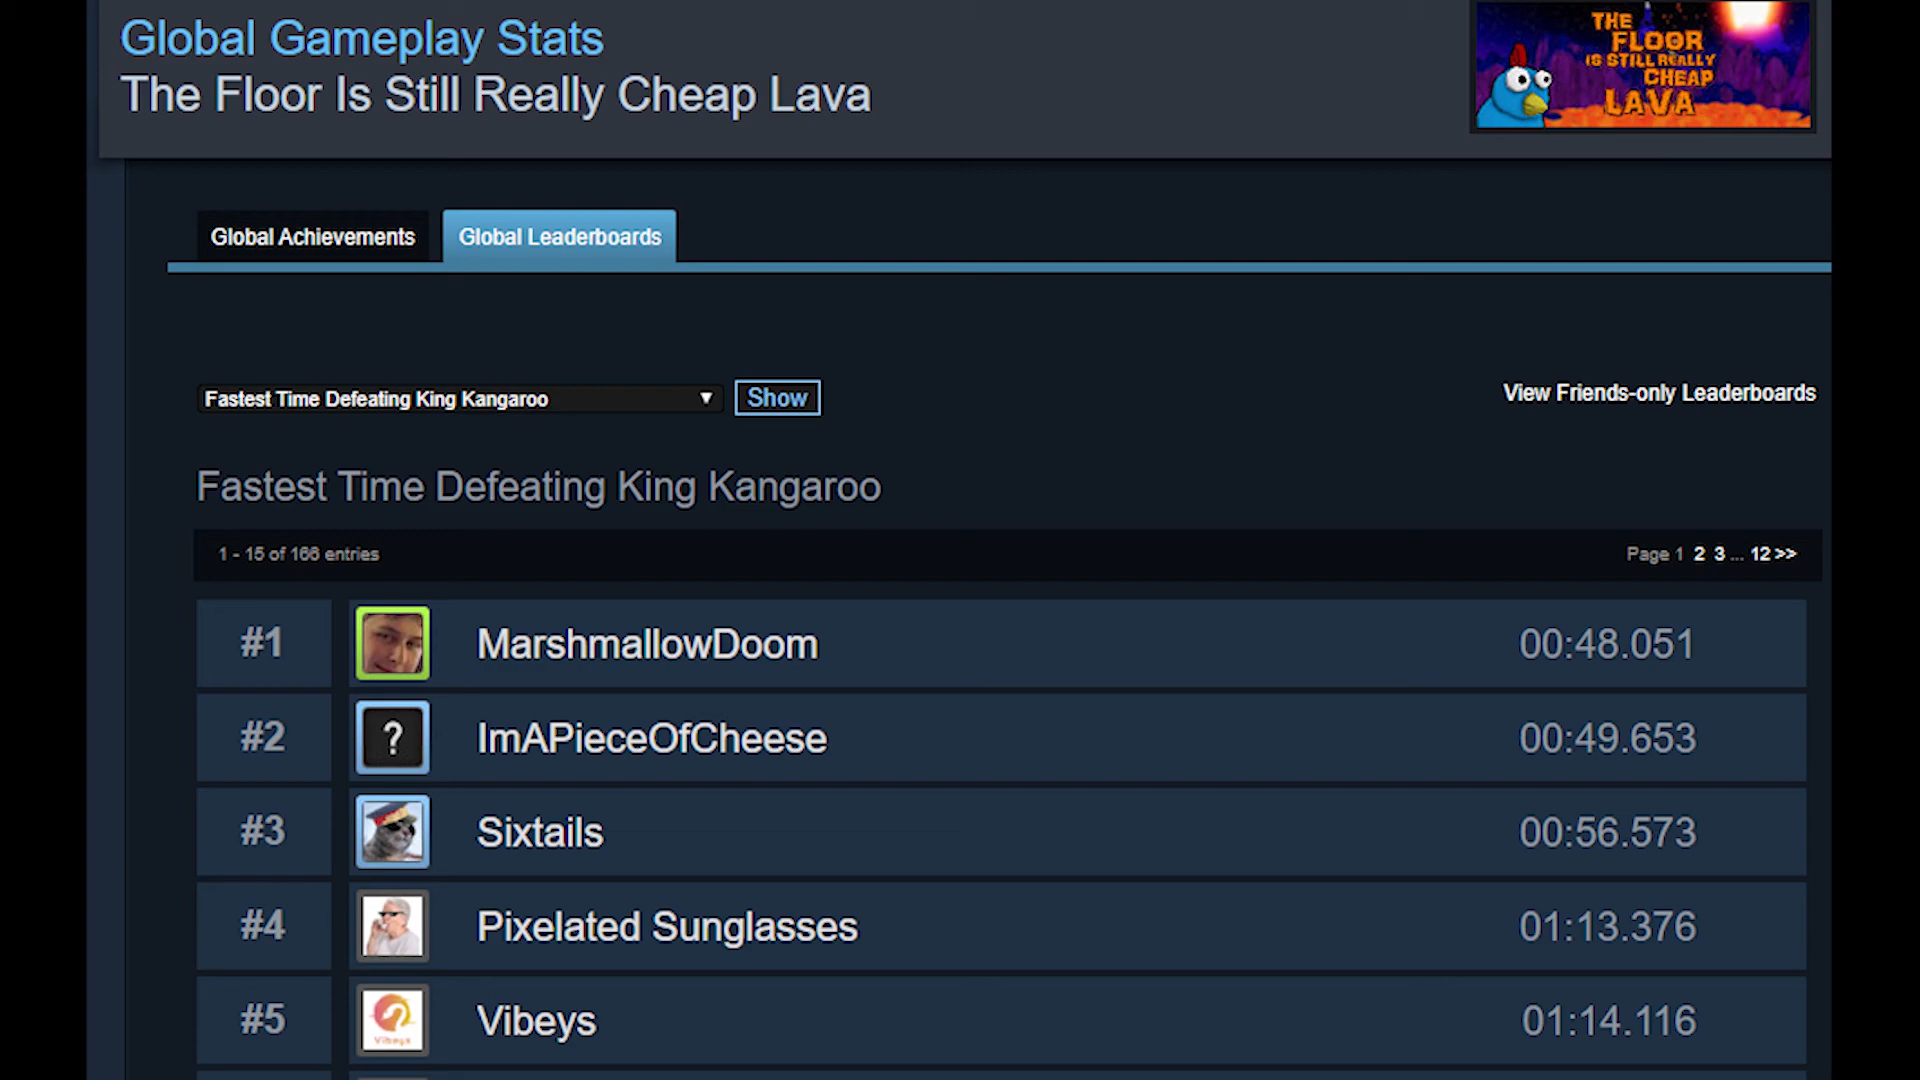 Global Gameplay Stats
The Floor Is Still Really Cheap Lava
THE
FLOOR
IS STILL REALLY
CHEAP
LAVA
Global Achievements
Global Leaderboards
Fastest Time Defeating King Kangaroo
Show
View Friends-only Leaderboards
Fastest Time Defeating King Kangaroo
1 - 15 of 166 entries
Page 1 2 3 ... 12 >>
#1 MarshmallowDoom 00:48.051
#2 ? ImAPieceOfCheese 00:49.653
#3 Sixtails 00:56.573
#4 Pixelated Sunglasses 01:13.376
#5 Vibeys Vibeys 01:14.116